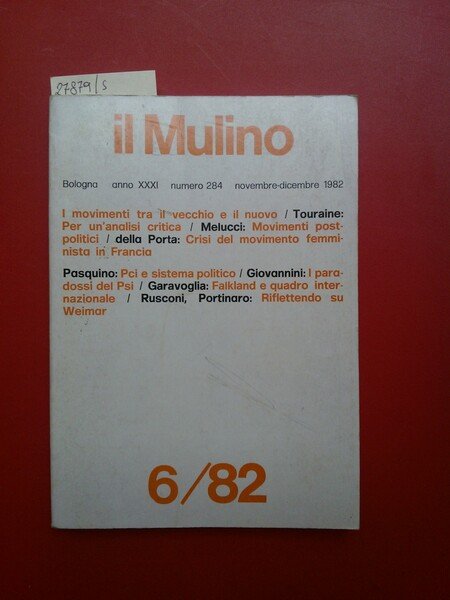 27879/s
il Mulino
Bologna anno XXXI numero 284 novembre-dicembre 1982
I movimenti tra il vecchio e il nuovo / Touraine:
Per un'analisi critica / Melucci: Movimenti post-
politici / della Porta: Crisi del movimento femmi-
nista in Francia
Pasquino: Pci e sistema politico / Giovannini: I para-
dossi del Psi / Garavoglia: Falkland e quadro inter-
nazionale / Rusconi, Portinaro: Riflettendo su
Weimar
6/82